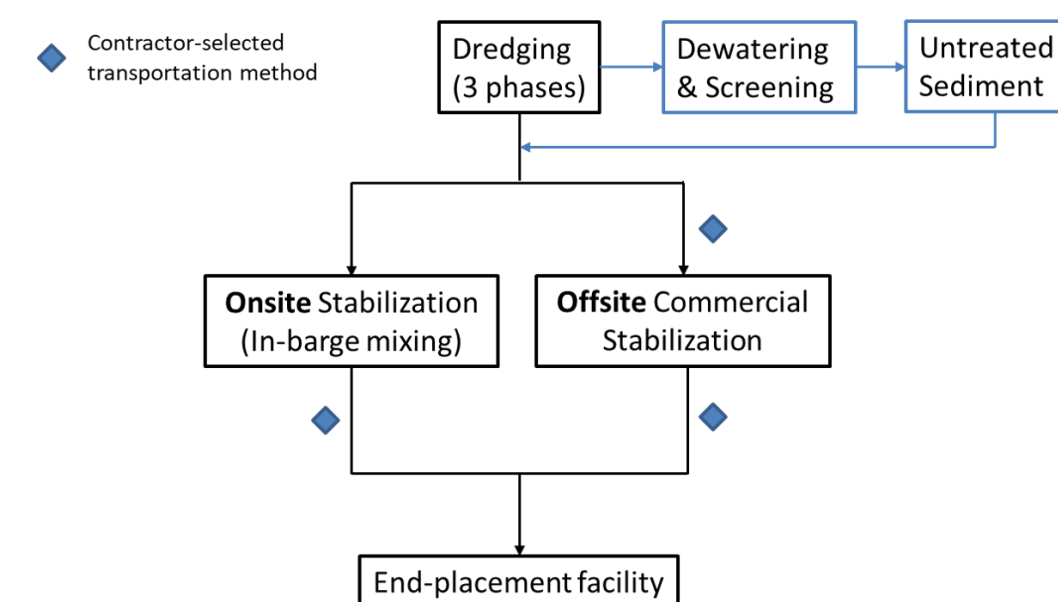 Contractor-selected
transportation method
Dredging
(3 phases)
Dewatering
& Screening
Untreated
Sediment
Onsite Stabilization
(In-barge mixing)
Offsite Commercial
Stabilization
End-placement facility